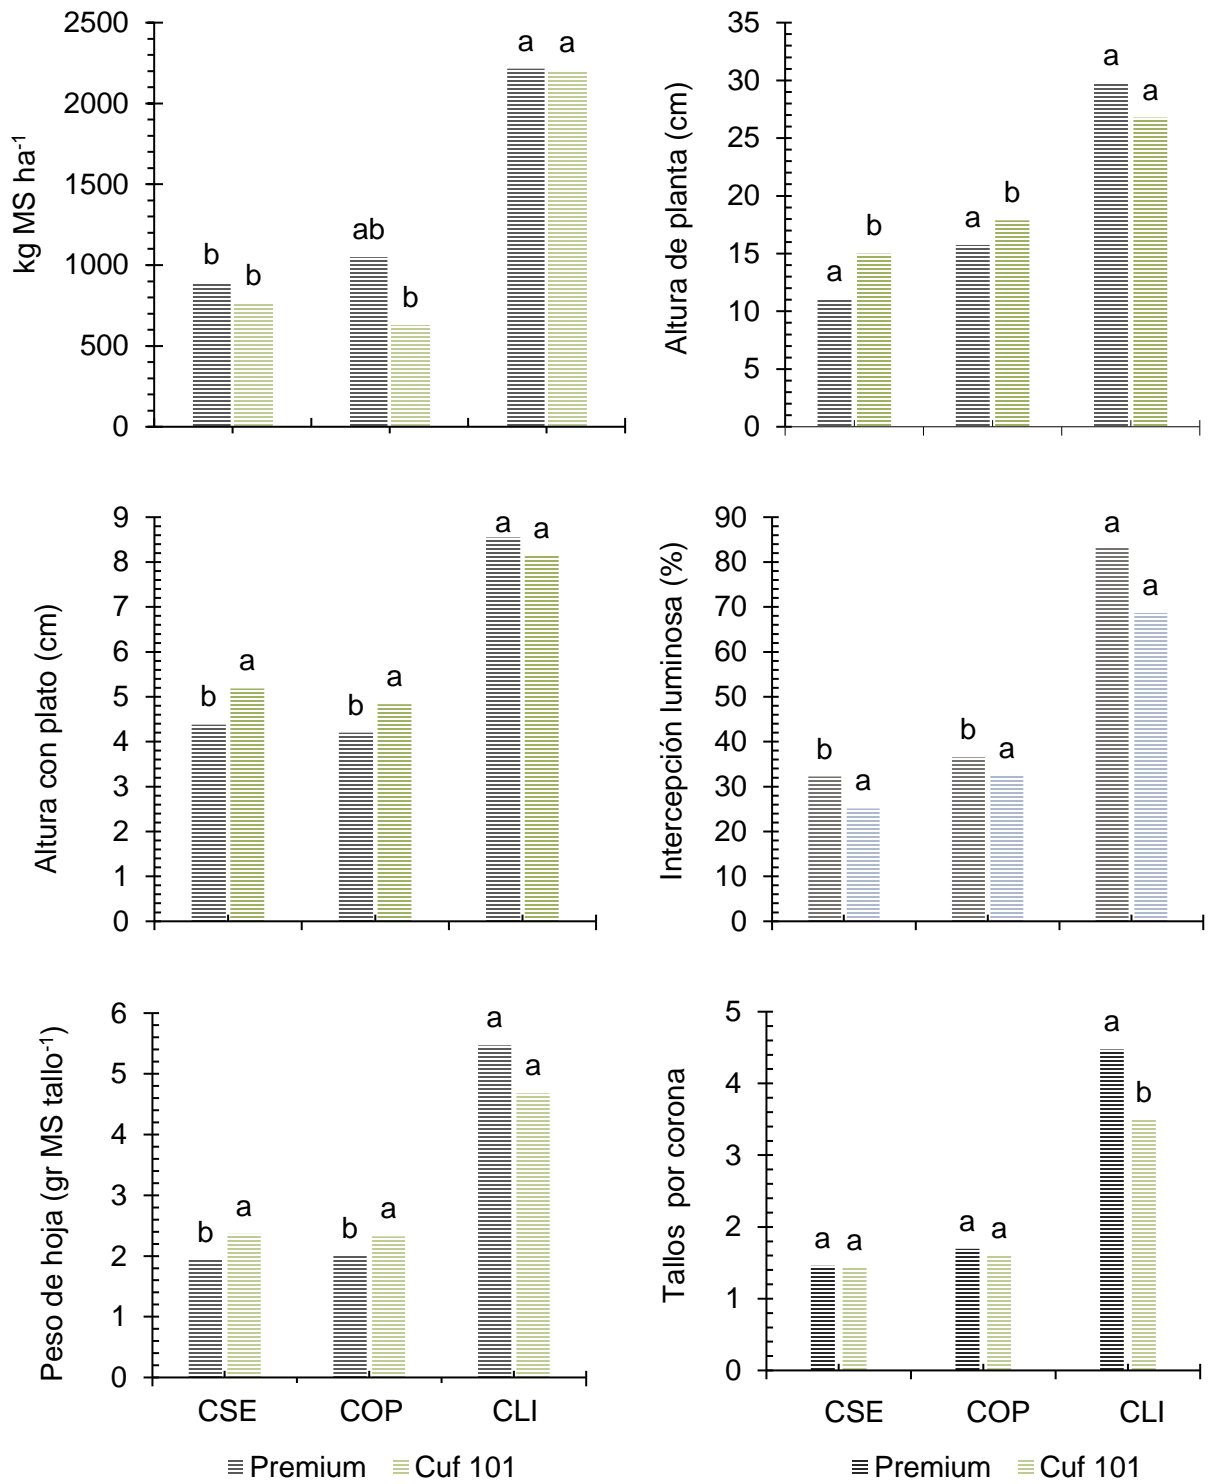 kg MS ha-1
2500
2000
1500
1000
500
0
b
b
ab
b
a
a
Altura de planta (cm)
35
30
25
20
15
10
5
0
a
b
a
b
a
a
Altura con plato (cm)
9
8
7
6
5
4
3
2
1
0
b
a
b
a
a
a
Intercepción luminosa (%)
90
80
70
60
50
40
30
20
10
0
b
a
b
a
a
a
Peso de hoja (gr MS tallo-1)
6
5
4
3
2
1
0
b
a
b
a
a
a
CSE COP CLI
Premium Cuf 101
Tallos por corona
5
4
3
2
1
0
a
a
a
a
a
b
CSE COP CLI
Premium Cuf 101